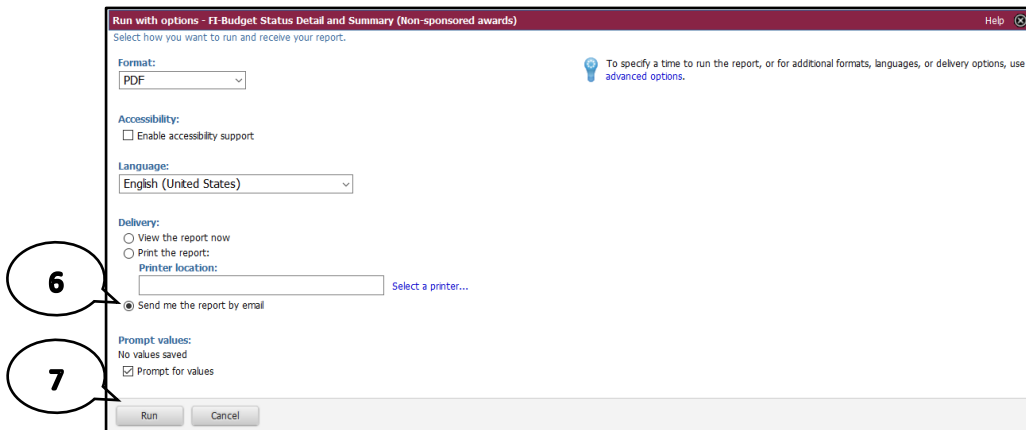 Run with options - FI-Budget Status Detail and Summary (Non-sponsored awards) Help
Select how you want to run and receive your report.
Format:
PDF
To specify a time to run the report, or for additional formats, languages, or delivery options, use
advanced options.
Accessibility:
Enable accessibility support
Language:
English (United States)
Delivery:
View the report now
Print the report:
Printer location:
Select a printer...
6
Send me the report by email
Prompt values:
No values saved
7
Prompt for values
Run Cancel